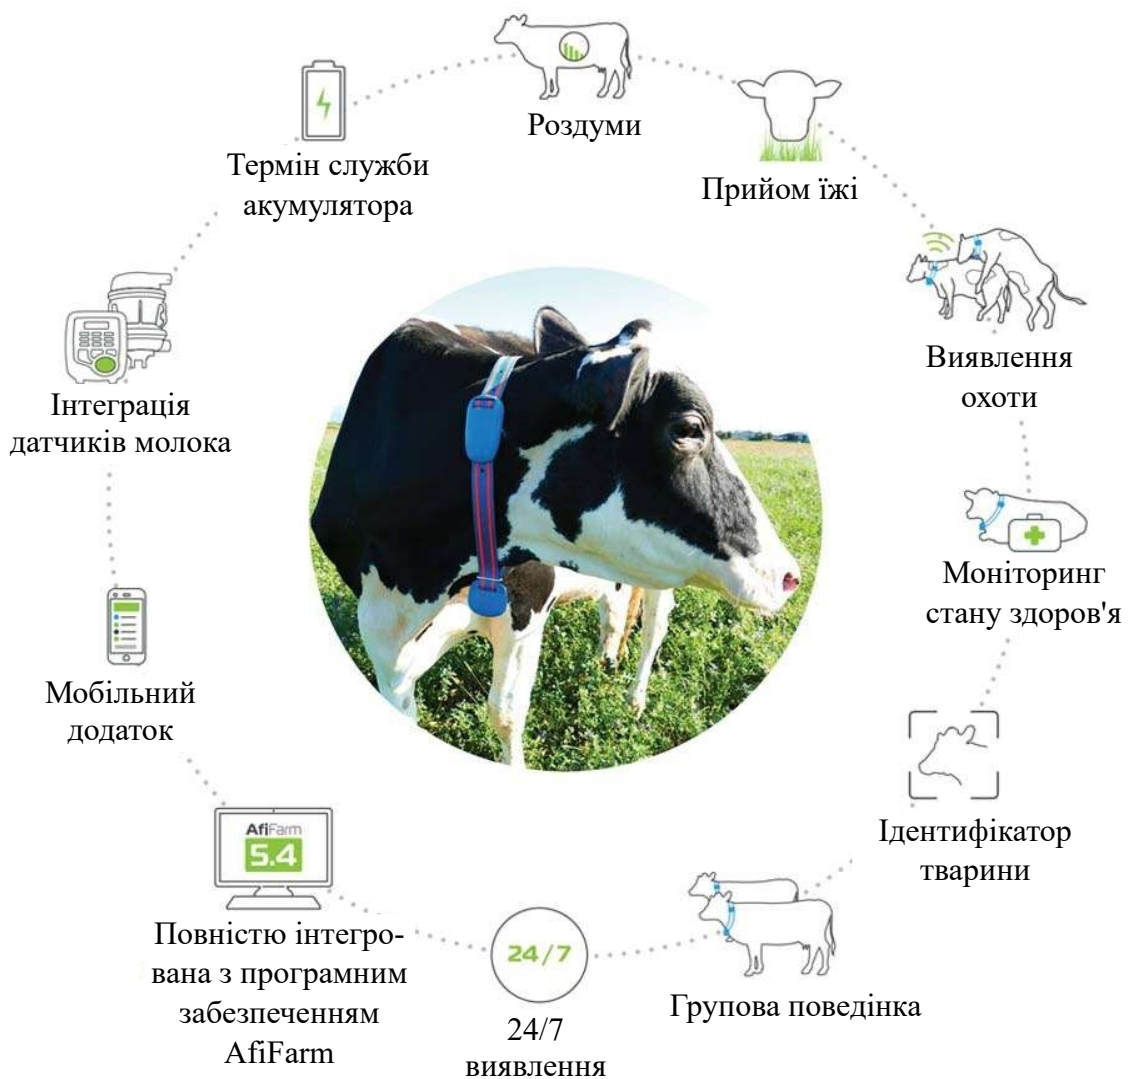 Роздуми
Прийом їжі
Виявлення
охоти
Моніторинг
стану здоров'я
Ідентифікатор
тварини
Групова поведінка
24/7
24/7
виявлення
AfiFarm
5.4
Повністю інтегро-
вана з програмним
забезпеченням
AfiFarm
Мобільний
додаток
Інтеграція
датчиків молока
Термін служби
акумулятора